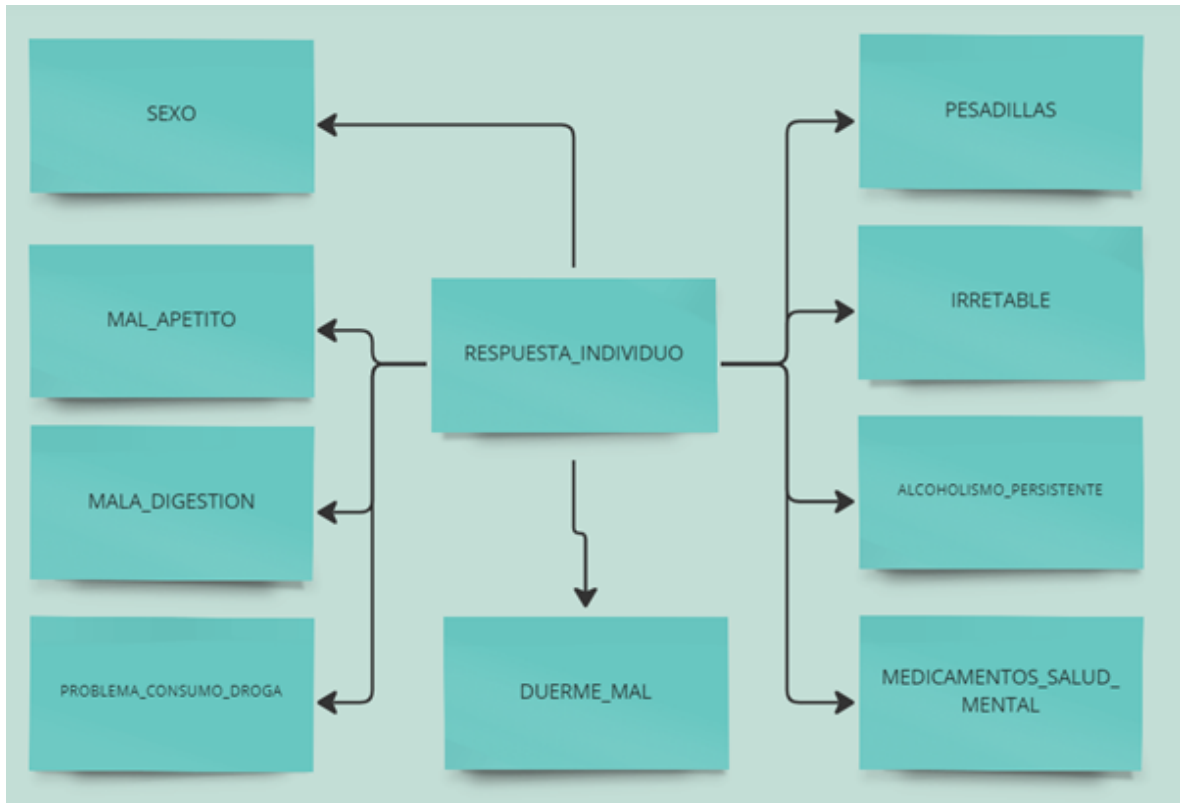 SEXO
PESADILLAS
MAL_APETITO
IRRETABLE
RESPUESTA_INDIVIDUO
MALA_DIGESTION
ALCOHOLISMO_PERSISTENTE
PROBLEMA_CONSUMO_DROGA
DUERME_MAL
MEDICAMENTOS_SALUD_
MENTAL